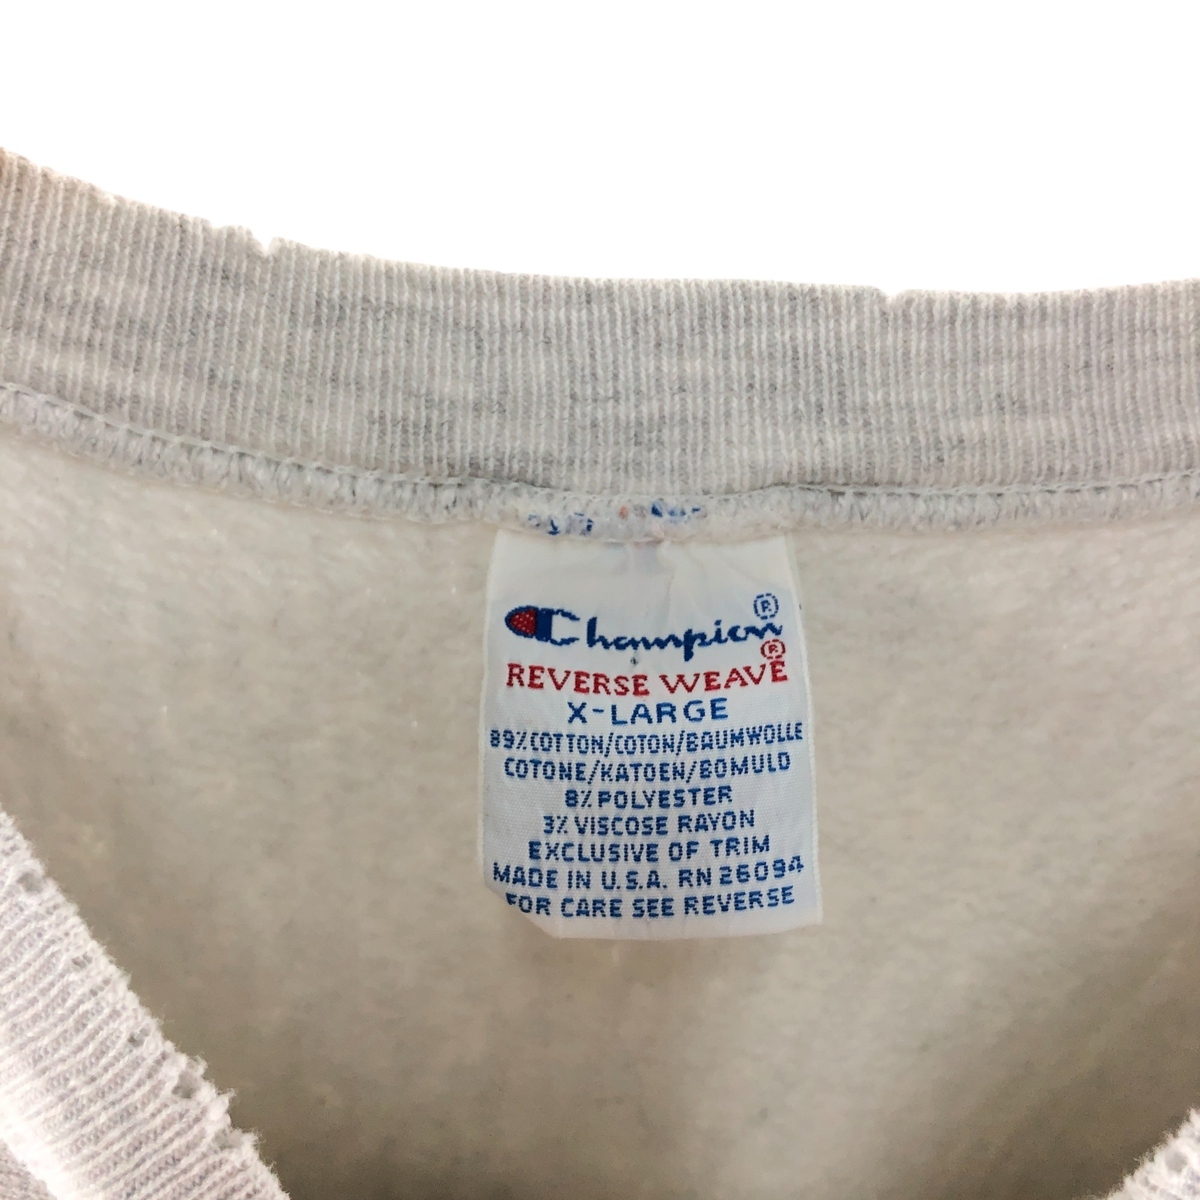 Champion®
REVERSE WEAVE®
X-LARGE
89% COTTON/COTON/BAUMWOLLE
COTONE/KATOEN/BOMULD
8% POLYESTER
3% VISCOSE RAYON
EXCLUSIVE OF TRIM
MADE IN U.S.A. RN 26094
FOR CARE SEE REVERSE